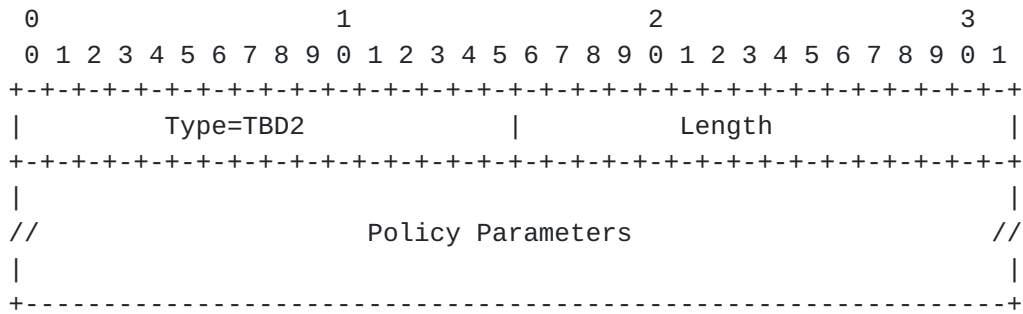 0                   1                   2                   3
 0 1 2 3 4 5 6 7 8 9 0 1 2 3 4 5 6 7 8 9 0 1 2 3 4 5 6 7 8 9 0 1
+-+-+-+-+-+-+-+-+-+-+-+-+-+-+-+-+-+-+-+-+-+-+-+-+-+-+-+-+-+-+-+-+
|         Type=TBD2             |          Length               |
+-+-+-+-+-+-+-+-+-+-+-+-+-+-+-+-+-+-+-+-+-+-+-+-+-+-+-+-+-+-+-+-+
|                                                               |
//                     Policy Parameters                       //
|                                                               |
+---------------------------------------------------------------+